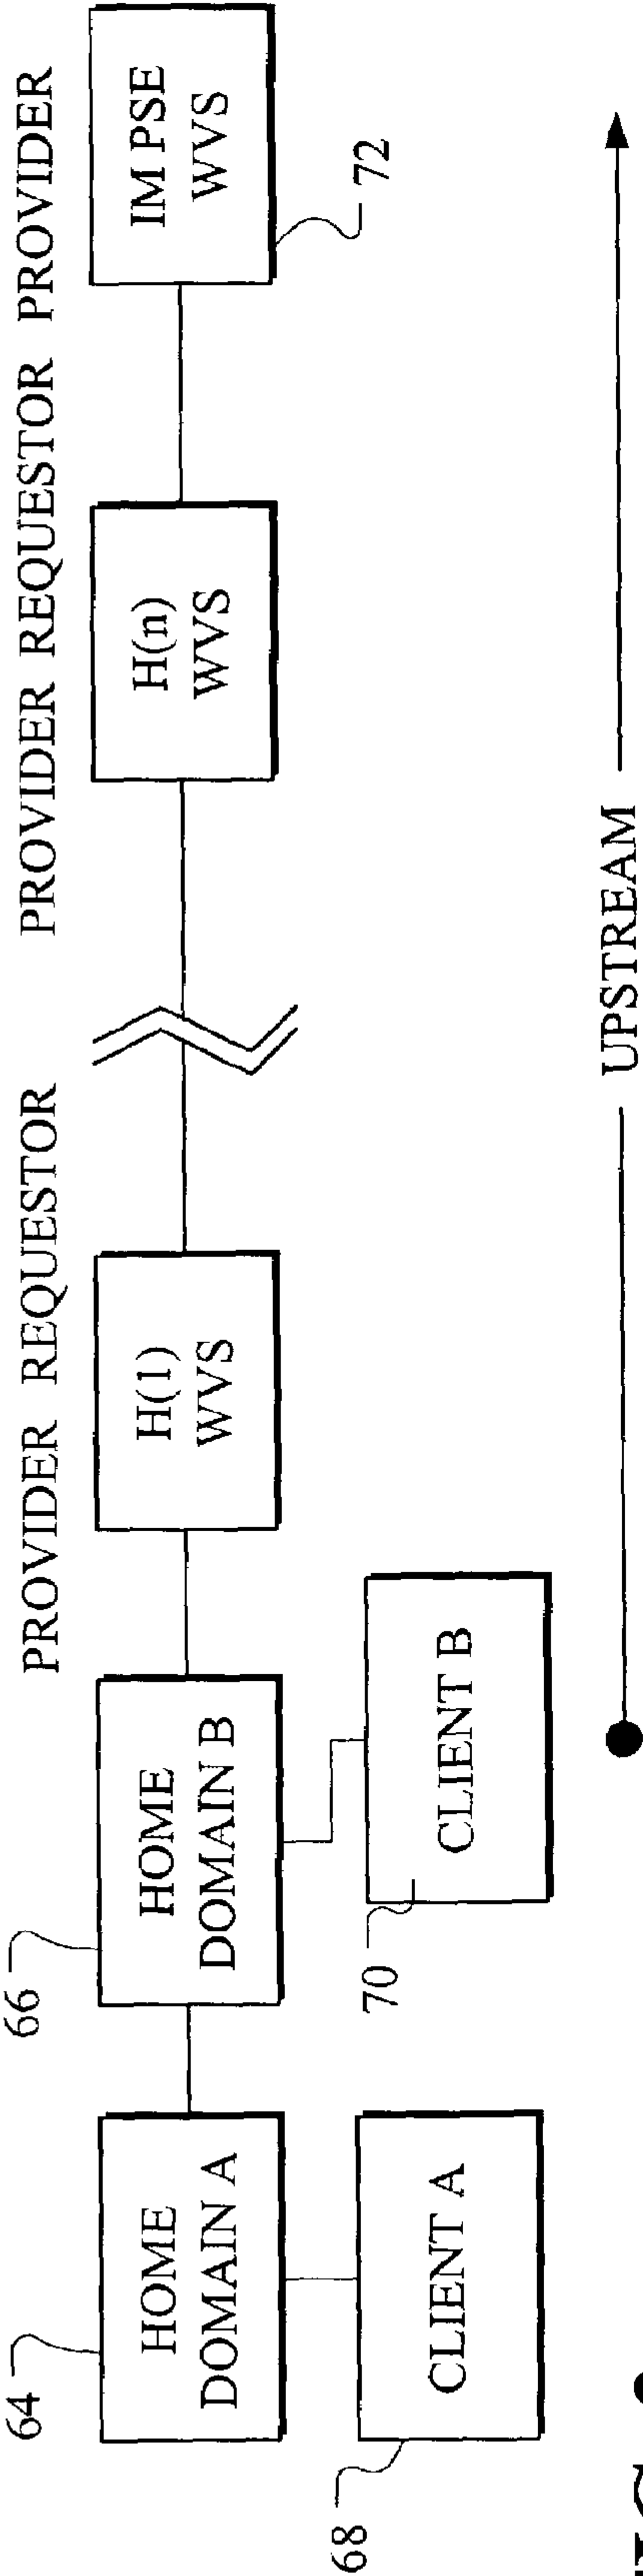 PROVIDER REQUESTOR
PROVIDER REQUESTOR PROVIDER
64
HOME
DOMAIN A
66
HOME
DOMAIN B
H(1)
WVS
H(n)
WVS
IM PSE
WVS
72
68
CLIENT A
70
CLIENT B
UPSTREAM